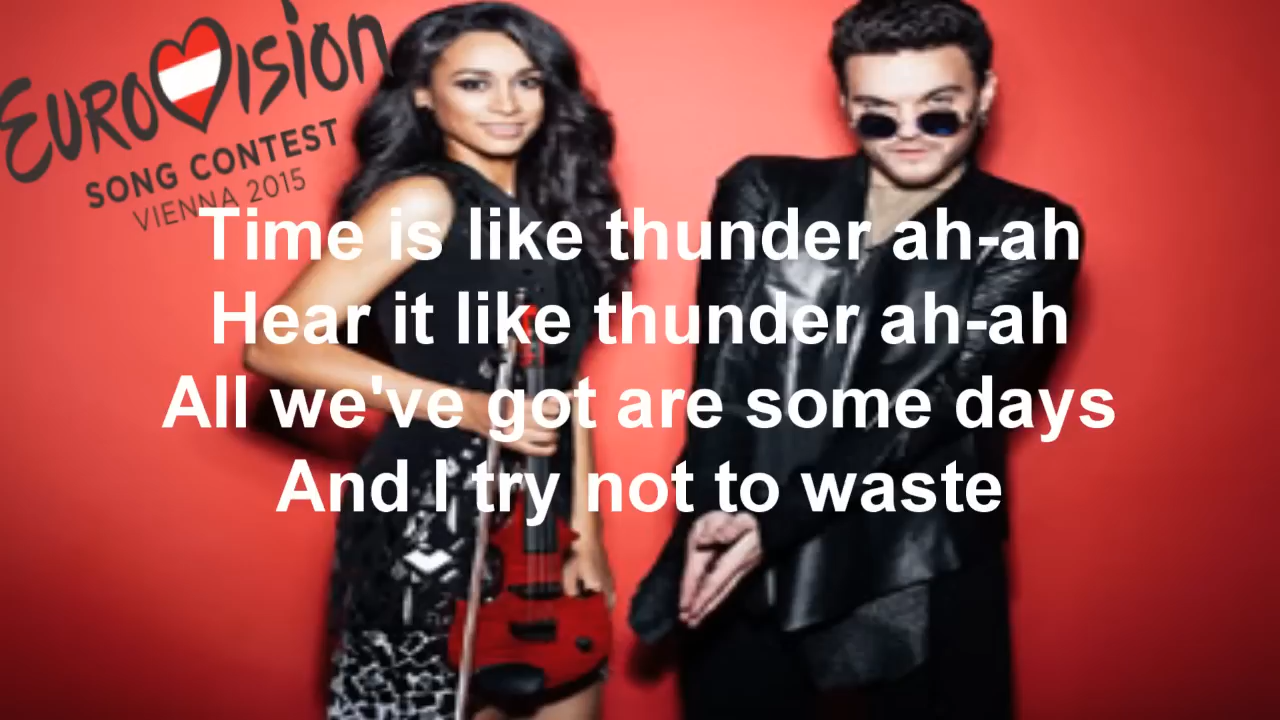 EUROVISION
SONG CONTEST
VIENNA 2015
Time is like thunder ah-ah
Hear it like thunder ah-ah
All we've got are some days
And I try not to waste